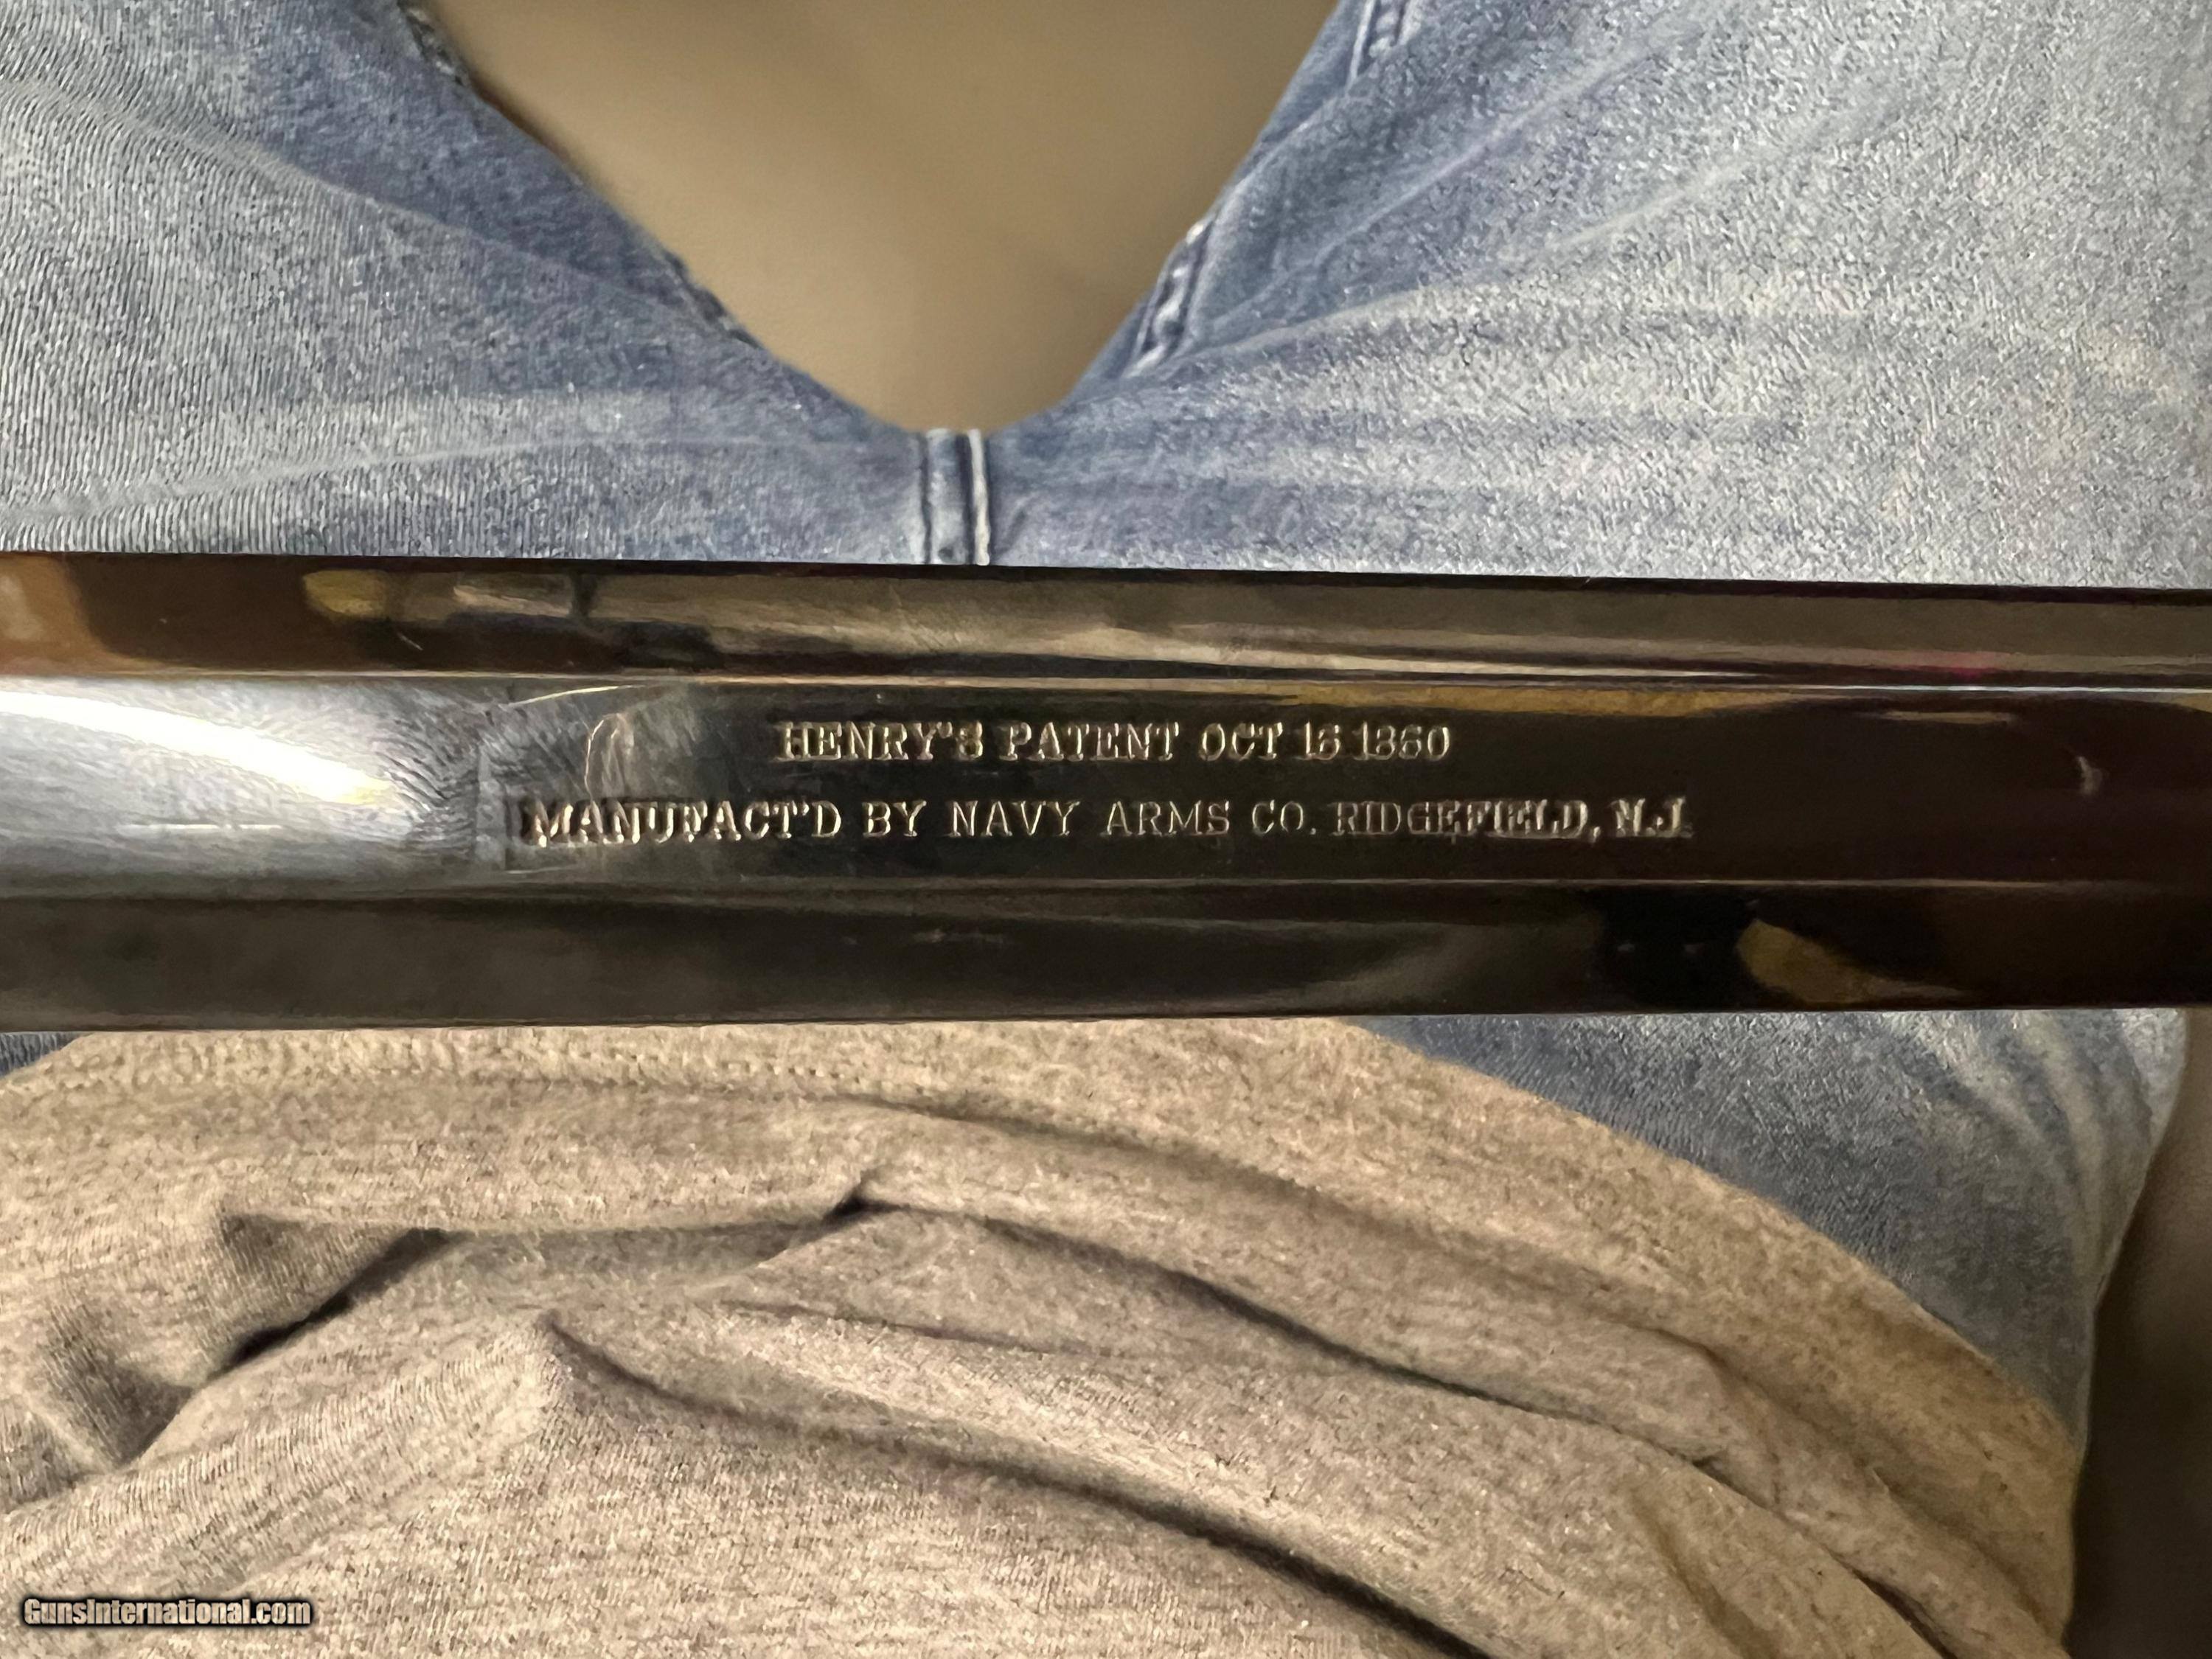 HENRY'S PATENT OCT 16 1860
MANUFACT'D BY NAVY ARMS CO. RIDGEFIELD, N.J.
GunsInternational.com